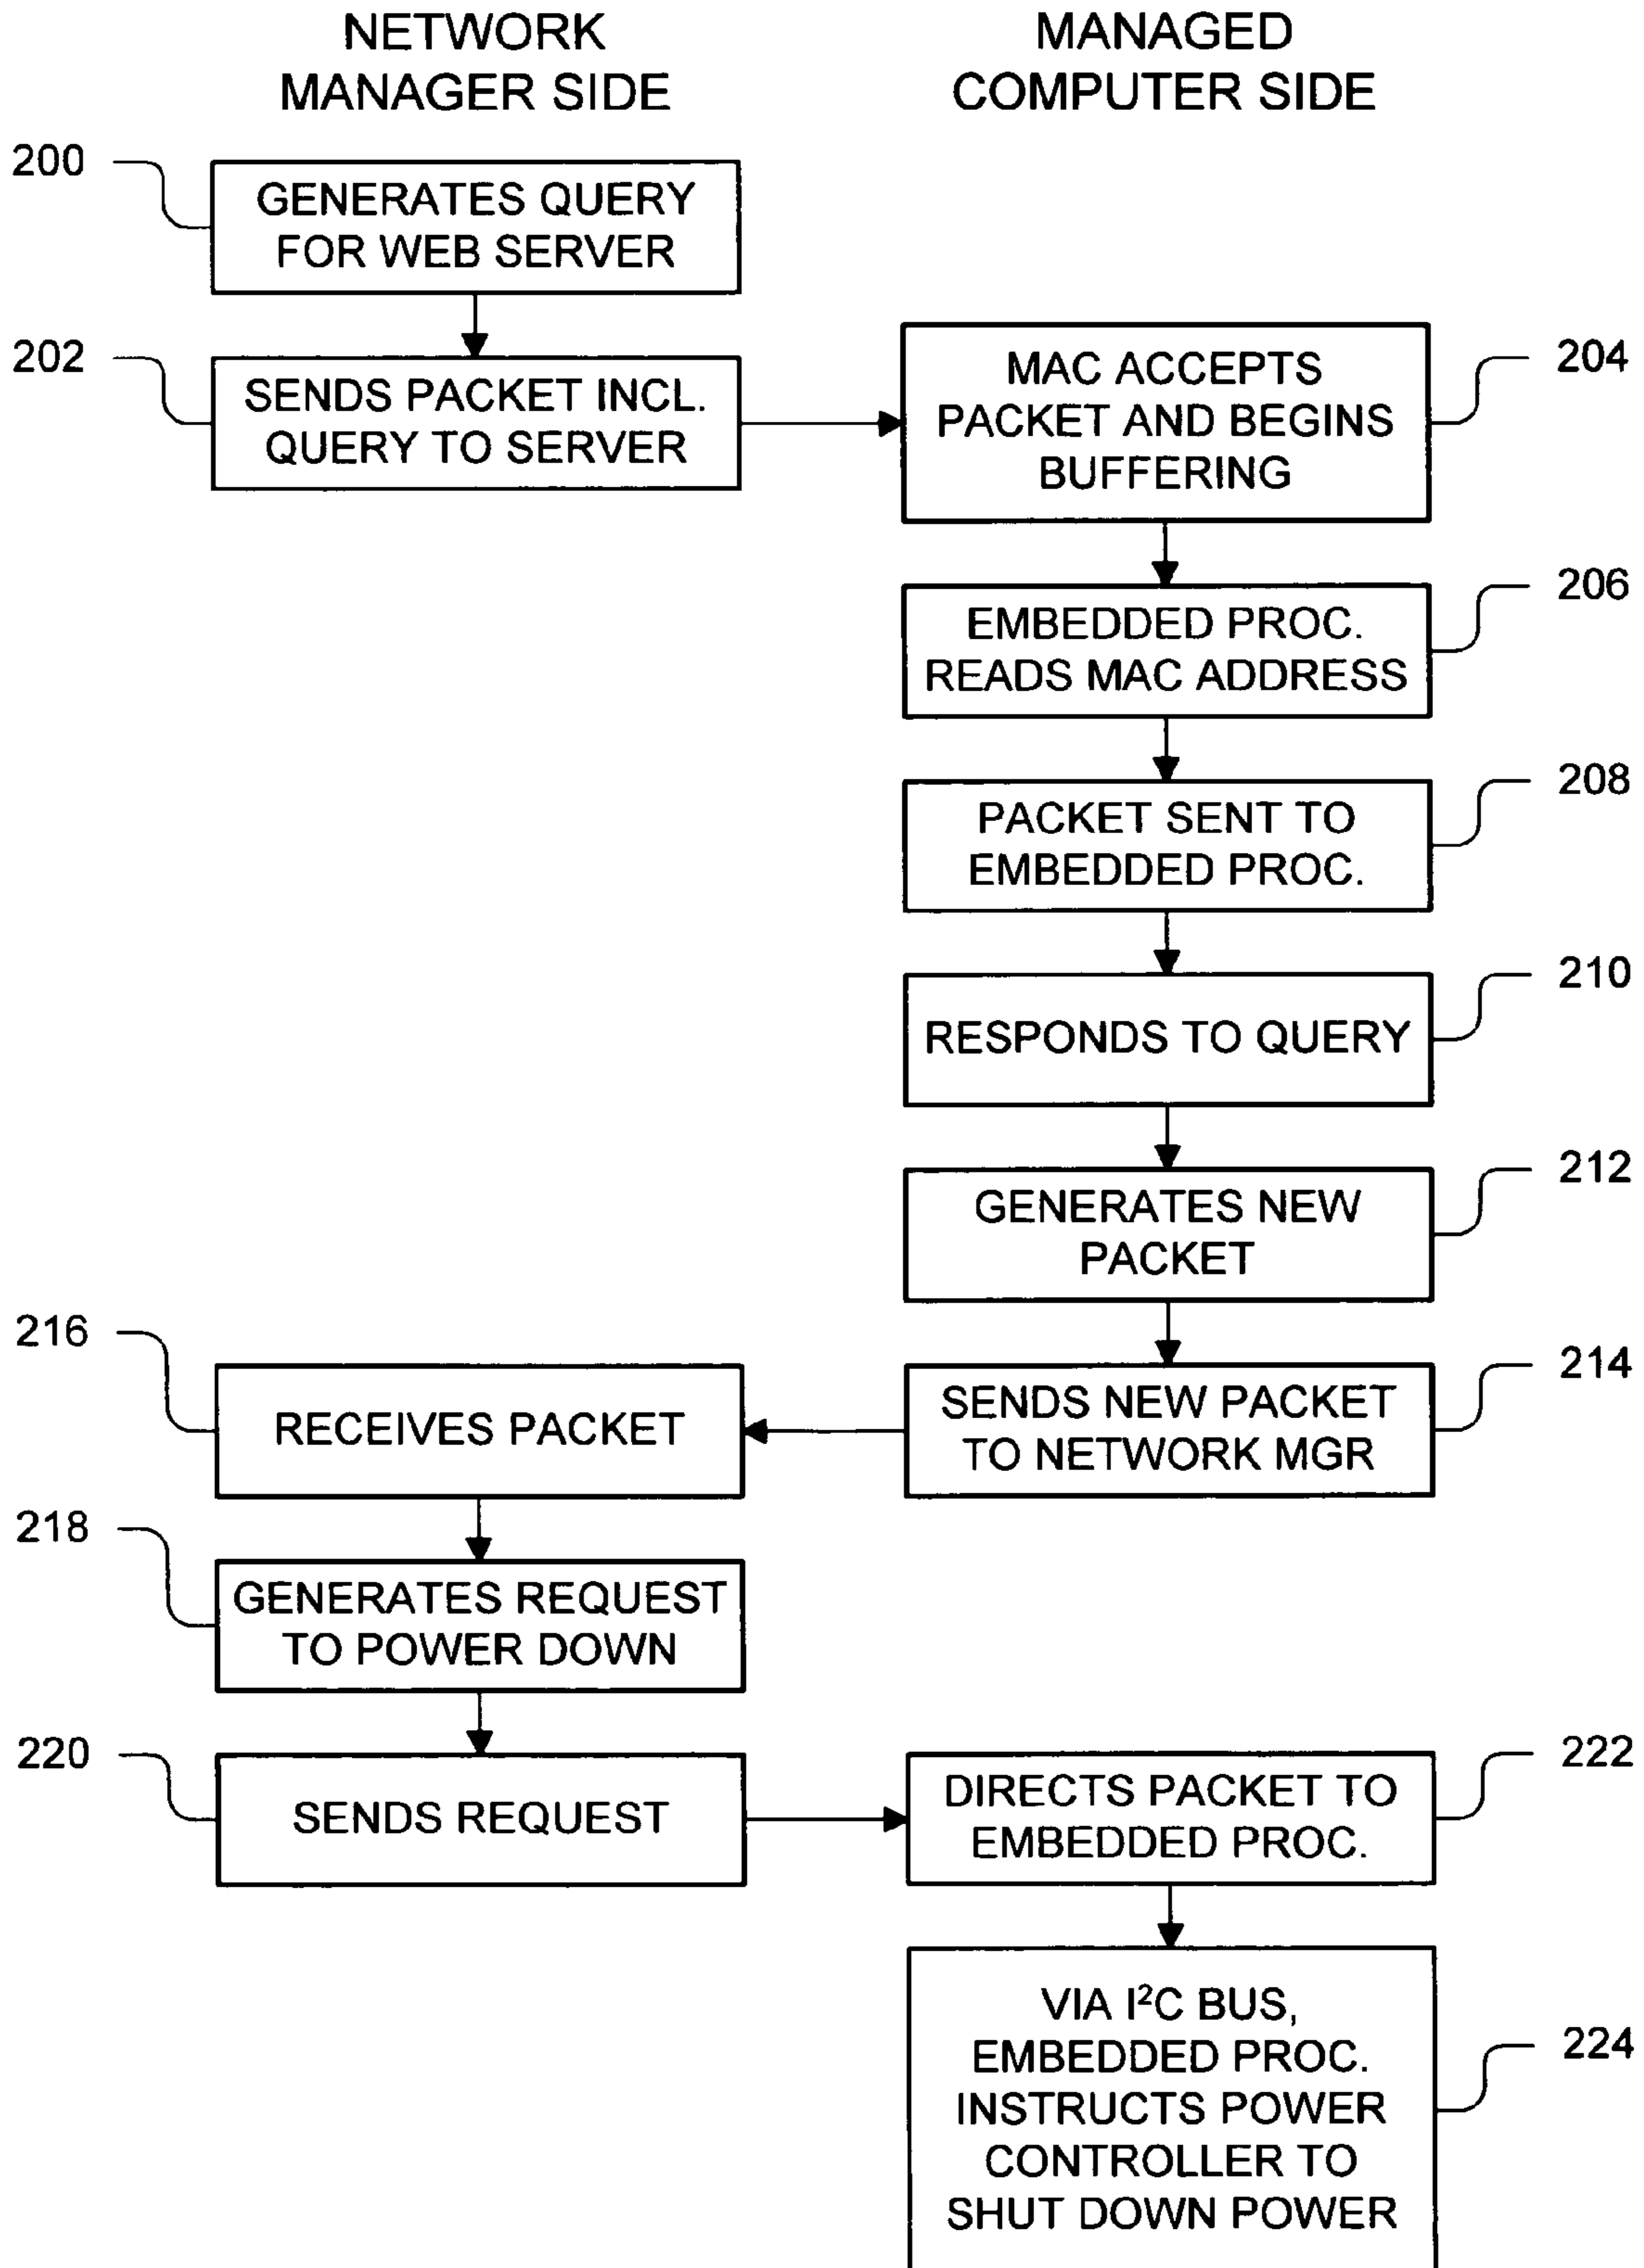 NETWORK
MANAGER SIDE
MANAGED
COMPUTER SIDE
200
GENERATES QUERY
FOR WEB SERVER
202
SENDS PACKET INCL.
QUERY TO SERVER
MAC ACCEPTS
PACKET AND BEGINS
BUFFERING
204
EMBEDDED PROC.
READS MAC ADDRESS
206
PACKET SENT TO
EMBEDDED PROC.
208
RESPONDS TO QUERY
210
GENERATES NEW
PACKET
212
SENDS NEW PACKET
TO NETWORK MGR
214
216
RECEIVES PACKET
218
GENERATES REQUEST
TO POWER DOWN
220
SENDS REQUEST
DIRECTS PACKET TO
EMBEDDED PROC.
222
VIA I²C BUS,
EMBEDDED PROC.
INSTRUCTS POWER
CONTROLLER TO
SHUT DOWN POWER
224